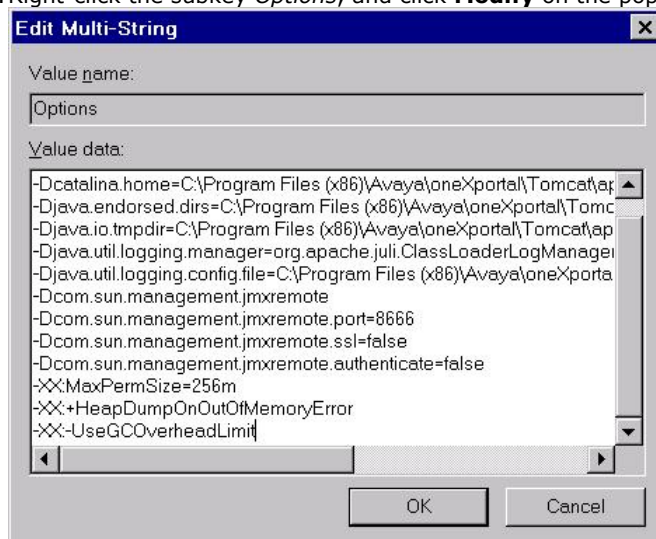 Right-click the subkey Options, and click Modify on the pop
Edit Multi-String
Value name:
Options
Value data:
-Dcatalina.home=C:\Program Files (x86)\Avaya\oneXportal\Tomcat\ap
-Djava.endorsed.dirs=C:\Program Files (x86)\Avaya\oneXportal\Tomc
-Djava.io.tmpdir=C:\Program Files (x86)\Avaya\oneXportal\Tomcat\ap
-Djava.util.logging.manager=org.apache.juli.ClassLoaderLogManager
-Djava.util.logging.config.file=C:\Program Files (x86)\Avaya\oneXporta
-Dcom.sun.management.jmxremote
-Dcom.sun.management.jmxremote.port=8666
-Dcom.sun.management.jmxremote.ssl=false
-Dcom.sun.management.jmxremote.authenticate=false
-XX:MaxPermSize=256m
-XX:+HeapDumpOnOutOfMemoryError
-XX:-UseGCOverheadLimit
OK
Cancel